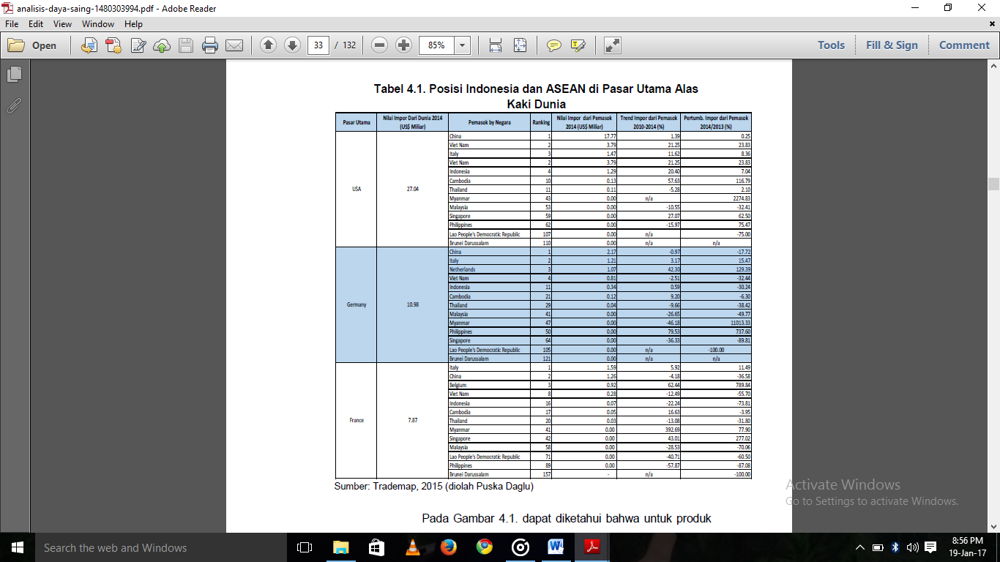 analisis-daya-saing-1480303994.pdf - Adobe Reader
File Edit View Window Help
Open 33 / 132 85% Tools Fill & Sign Comment
Tabel 4.1. Posisi Indonesia dan ASEAN di Pasar Utama Alas
Kaki Dunia
Pasar Utama Nilai Impor Dari Dunia 2014 (US$ Miliar) Pemasok by Negara Ranking Nilai Impor dari Pemasok 2014 (US$ Miliar) Trend Impor dari Pemasok 2010-2014 (%) Pertumb. Impor dari Pemasok 2014/2013 (%)
China 1 17.77 1.39 0.25
Viet Nam 2 3.79 21.25 23.83
Italy 3 1.47 11.62 8.36
Viet Nam 2 3.79 21.25 23.83
Indonesia 4 1.29 20.40 7.04
Cambodia 10 0.13 57.63 116.79
USA 27.04 Thailand 11 0.11 -5.28 2.10
Myanmar 43 0.00 n/a 2274.83
Malaysia 53 0.00 -10.55 -32.41
Singapore 59 0.00 27.07 62.50
Philippines 62 0.00 -15.97 75.47
Lao People's Democratic Republic 107 0.00 n/a -75.00
Brunei Darussalam 110 0.00 n/a n/a
China 1 2.17 -0.97 -17.72
Italy 2 1.21 3.17 15.47
Netherlands 3 1.07 42.30 129.39
Viet Nam 4 0.81 -2.51 -32.44
Indonesia 11 0.34 0.59 -30.24
Cambodia 21 0.12 9.20 -6.30
Germany 10.98 Thailand 29 0.04 -9.66 -38.42
Malaysia 41 0.00 -26.65 -49.77
Myanmar 47 0.00 -46.18 11013.33
Philippines 50 0.00 79.53 737.60
Singapore 64 0.00 -36.33 -89.81
Lao People's Democratic Republic 105 0.00 n/a -100.00
Brunei Darussalam 121 0.00 n/a n/a
Italy 1 1.59 5.92 11.49
China 2 1.26 -4.18 -36.58
Belgium 3 0.92 62.44 789.84
Viet Nam 8 0.28 -12.49 -55.70
Indonesia 16 0.07 -22.24 -73.81
Cambodia 17 0.05 16.63 -3.95
France 7.87 Thailand 20 0.03 -13.08 -31.80
Myanmar 41 0.00 392.69 77.90
Singapore 42 0.00 43.01 277.02
Malaysia 58 0.00 -28.53 -70.06
Lao People's Democratic Republic 71 0.00 -40.71 -60.50
Philippines 89 0.00 -57.87 -87.08
Brunei Darussalam 157 - n/a -100.00
Sumber: Trademap, 2015 (diolah Puska Daglu)
Activate Windows
Go to Settings to activate Windows.
Pada Gambar 4.1. dapat diketahui bahwa untuk produk
Search the web and Windows
8:56 PM
19-Jan-17